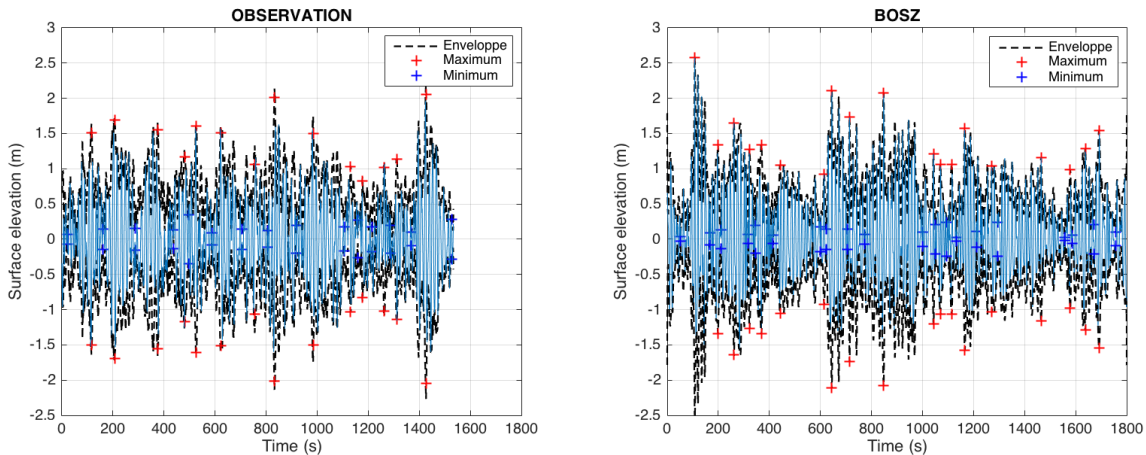 OBSERVATION
3
2.5
2
1.5
1
0.5
0
-0.5
-1
-1.5
-2
-2.5
Surface elevation (m)
0 200 400 600 800 1000 1200 1400 1600 1800
Time (s)
Enveloppe
Maximum
Minimum
BOSZ
3
2.5
2
1.5
1
0.5
0
-0.5
-1
-1.5
-2
-2.5
Surface elevation (m)
0 200 400 600 800 1000 1200 1400 1600 1800
Time (s)
Enveloppe
Maximum
Minimum